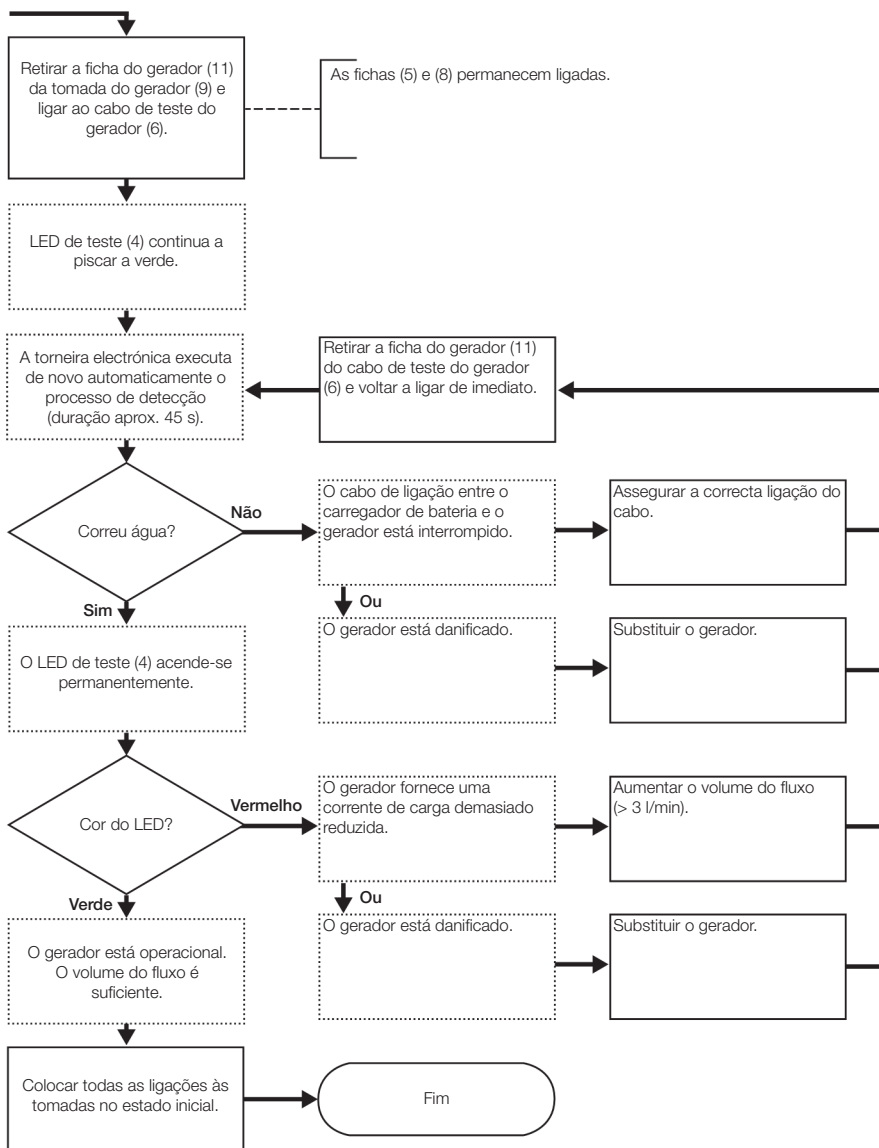 Retirar a ficha do gerador (11)
da tomada do gerador (9) e
ligar ao cabo de teste do
gerador (6).
As fichas (5) e (8) permanecem ligadas.
LED de teste (4) continua a
piscar a verde.
A torneira electrónica executa
de novo automaticamente o
processo de detecção
(duração aprox. 45 s).
Retirar a ficha do gerador (11)
do cabo de teste do gerador
(6) e voltar a ligar de imediato.
Correu água?
Não
O cabo de ligação entre o
carregador de bateria e o
gerador está interrompido.
Assegurar a correcta ligação do
cabo.
Ou
O gerador está danificado.
Substituir o gerador.
Sim
O LED de teste (4) acende-se
permanentemente.
Cor do LED?
Vermelho
O gerador fornece uma
corrente de carga demasiado
reduzida.
Aumentar o volume do fluxo
(> 3 l/min).
Ou
O gerador está danificado.
Substituir o gerador.
Verde
O gerador está operacional.
O volume do fluxo é
suficiente.
Colocar todas as ligações às
tomadas no estado inicial.
Fim